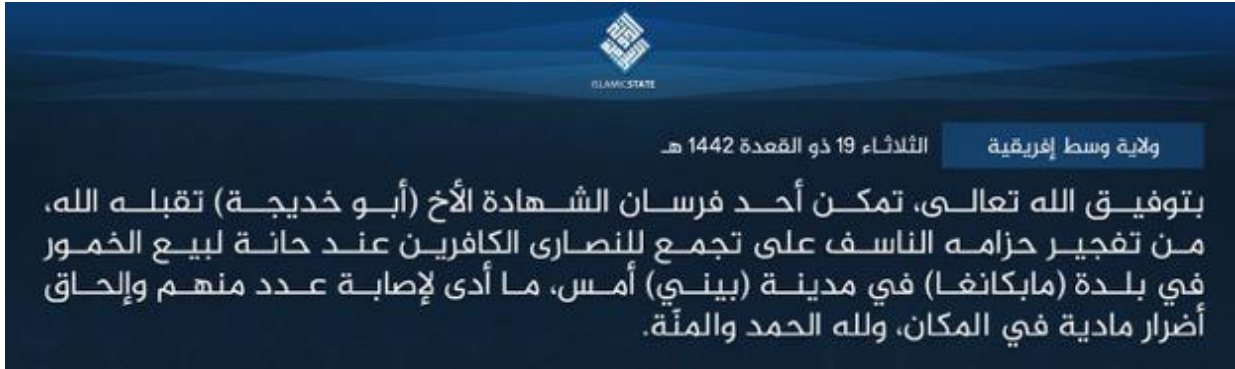 ISLAMIC STATE
ولاية وسط إفريقية الثلاثاء 19 ذو القعدة 1442 هـ
بتوفيق الله تعالى، تمكن أحد فرسان الشهادة الأخ (أبو خديجة) تقبله الله،
من تفجير حزامه الناسف على تجمع للنصارى الكافرين عند حانة لبيع الخمور
في بلدة (مابكانغا) في مدينة (بيني) أمس، ما أدى لإصابة عدد منهم وإلحاق
أضرار مادية في المكان، ولله الحمد والمنّة.